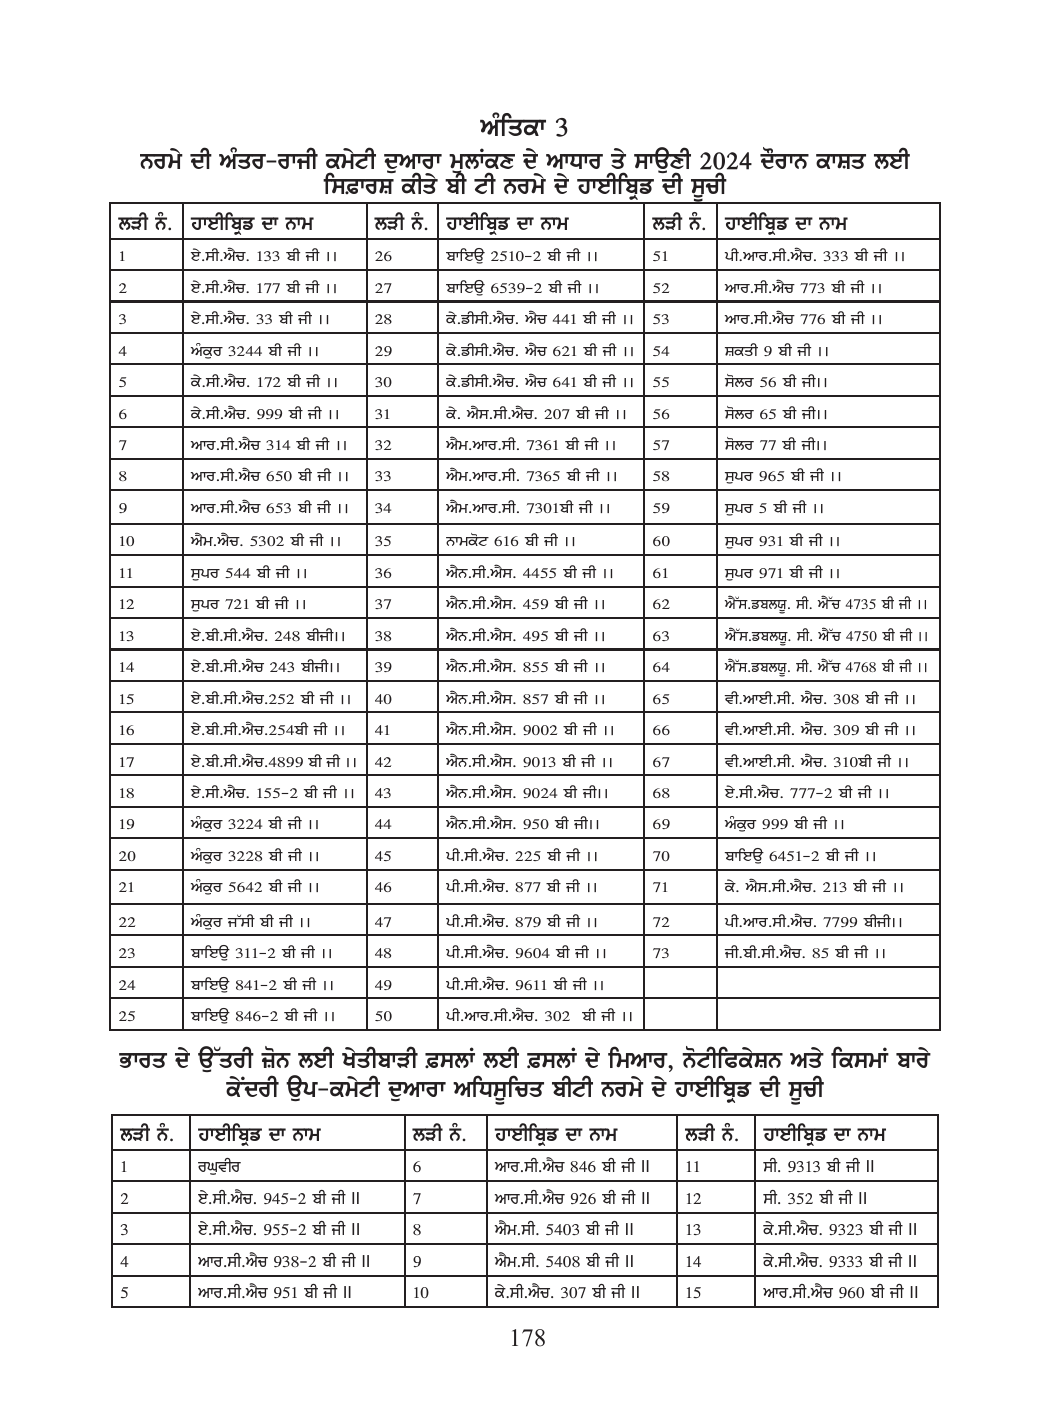 ਅੰਤਿਕਾ 3
ਨਰਮੇ ਦੀ ਅੰਤਰ-ਰਾਜੀ ਕਮੇਟੀ ਦੁਆਰਾ ਮੁਲਾਂਕਣ ਦੇ ਆਧਾਰ ਤੇ ਸਾਉਣੀ 2024 ਦੌਰਾਨ ਕਾਸ਼ਤ ਲਈ
ਸਿਫ਼ਾਰਸ਼ ਕੀਤੇ ਬੀ ਟੀ ਨਰਮੇ ਦੇ ਹਾਈਬ੍ਰਿਡ ਦੀ ਸੂਚੀ
ਲੜੀ ਨੰ. ਹਾਈਬ੍ਰਿਡ ਦਾ ਨਾਮ ਲੜੀ ਨੰ. ਹਾਈਬ੍ਰਿਡ ਦਾ ਨਾਮ ਲੜੀ ਨੰ. ਹਾਈਬ੍ਰਿਡ ਦਾ ਨਾਮ
1 ਏ.ਸੀ.ਐਚ. 133 ਬੀ ਜੀ ।। 26 ਬਾਇਉ 2510-2 ਬੀ ਜੀ ।। 51 ਪੀ.ਆਰ.ਸੀ.ਐਚ. 333 ਬੀ ਜੀ ।।
2 ਏ.ਸੀ.ਐਚ. 177 ਬੀ ਜੀ ।। 27 ਬਾਇਉ 6539-2 ਬੀ ਜੀ ।। 52 ਆਰ.ਸੀ.ਐਚ 773 ਬੀ ਜੀ ।।
3 ਏ.ਸੀ.ਐਚ. 33 ਬੀ ਜੀ ।। 28 ਕੇ.ਡੀਸੀ.ਐਚ. ਐਚ 441 ਬੀ ਜੀ ।। 53 ਆਰ.ਸੀ.ਐਚ 776 ਬੀ ਜੀ ।।
4 ਅੰਕੁਰ 3244 ਬੀ ਜੀ ।। 29 ਕੇ.ਡੀਸੀ.ਐਚ. ਐਚ 621 ਬੀ ਜੀ ।। 54 ਸ਼ਕਤੀ 9 ਬੀ ਜੀ ।।
5 ਕੇ.ਸੀ.ਐਚ. 172 ਬੀ ਜੀ ।। 30 ਕੇ.ਡੀਸੀ.ਐਚ. ਐਚ 641 ਬੀ ਜੀ ।। 55 ਸੋਲਰ 56 ਬੀ ਜੀ।।
6 ਕੇ.ਸੀ.ਐਚ. 999 ਬੀ ਜੀ ।। 31 ਕੇ. ਐਸ.ਸੀ.ਐਚ. 207 ਬੀ ਜੀ ।। 56 ਸੋਲਰ 65 ਬੀ ਜੀ।।
7 ਆਰ.ਸੀ.ਐਚ 314 ਬੀ ਜੀ ।। 32 ਐਮ.ਆਰ.ਸੀ. 7361 ਬੀ ਜੀ ।। 57 ਸੋਲਰ 77 ਬੀ ਜੀ।।
8 ਆਰ.ਸੀ.ਐਚ 650 ਬੀ ਜੀ ।। 33 ਐਮ.ਆਰ.ਸੀ. 7365 ਬੀ ਜੀ ।। 58 ਸੁਪਰ 965 ਬੀ ਜੀ ।।
9 ਆਰ.ਸੀ.ਐਚ 653 ਬੀ ਜੀ ।। 34 ਐਮ.ਆਰ.ਸੀ. 7301ਬੀ ਜੀ ।। 59 ਸੁਪਰ 5 ਬੀ ਜੀ ।।
10 ਐਮ.ਐਚ. 5302 ਬੀ ਜੀ ।। 35 ਨਾਮਕੋਟ 616 ਬੀ ਜੀ ।। 60 ਸੁਪਰ 931 ਬੀ ਜੀ ।।
11 ਸੁਪਰ 544 ਬੀ ਜੀ ।। 36 ਐਨ.ਸੀ.ਐਸ. 4455 ਬੀ ਜੀ ।। 61 ਸੁਪਰ 971 ਬੀ ਜੀ ।।
12 ਸੁਪਰ 721 ਬੀ ਜੀ ।। 37 ਐਨ.ਸੀ.ਐਸ. 459 ਬੀ ਜੀ ।। 62 ਐੱਸ.ਡਬਲਯੂ. ਸੀ. ਐੱਚ 4735 ਬੀ ਜੀ ।।
13 ਏ.ਬੀ.ਸੀ.ਐਚ. 248 ਬੀਜੀ।। 38 ਐਨ.ਸੀ.ਐਸ. 495 ਬੀ ਜੀ ।। 63 ਐੱਸ.ਡਬਲਯੂ. ਸੀ. ਐੱਚ 4750 ਬੀ ਜੀ ।।
14 ਏ.ਬੀ.ਸੀ.ਐਚ 243 ਬੀਜੀ।। 39 ਐਨ.ਸੀ.ਐਸ. 855 ਬੀ ਜੀ ।। 64 ਐੱਸ.ਡਬਲਯੂ. ਸੀ. ਐੱਚ 4768 ਬੀ ਜੀ ।।
15 ਏ.ਬੀ.ਸੀ.ਐਚ.252 ਬੀ ਜੀ ।। 40 ਐਨ.ਸੀ.ਐਸ. 857 ਬੀ ਜੀ ।। 65 ਵੀ.ਆਈ.ਸੀ. ਐਚ. 308 ਬੀ ਜੀ ।।
16 ਏ.ਬੀ.ਸੀ.ਐਚ.254ਬੀ ਜੀ ।। 41 ਐਨ.ਸੀ.ਐਸ. 9002 ਬੀ ਜੀ ।। 66 ਵੀ.ਆਈ.ਸੀ. ਐਚ. 309 ਬੀ ਜੀ ।।
17 ਏ.ਬੀ.ਸੀ.ਐਚ.4899 ਬੀ ਜੀ ।। 42 ਐਨ.ਸੀ.ਐਸ. 9013 ਬੀ ਜੀ ।। 67 ਵੀ.ਆਈ.ਸੀ. ਐਚ. 310ਬੀ ਜੀ ।।
18 ਏ.ਸੀ.ਐਚ. 155-2 ਬੀ ਜੀ ।। 43 ਐਨ.ਸੀ.ਐਸ. 9024 ਬੀ ਜੀ।। 68 ਏ.ਸੀ.ਐਚ. 777-2 ਬੀ ਜੀ ।।
19 ਅੰਕੁਰ 3224 ਬੀ ਜੀ ।। 44 ਐਨ.ਸੀ.ਐਸ. 950 ਬੀ ਜੀ।। 69 ਅੰਕੁਰ 999 ਬੀ ਜੀ ।।
20 ਅੰਕੁਰ 3228 ਬੀ ਜੀ ।। 45 ਪੀ.ਸੀ.ਐਚ. 225 ਬੀ ਜੀ ।। 70 ਬਾਇਉ 6451-2 ਬੀ ਜੀ ।।
21 ਅੰਕੁਰ 5642 ਬੀ ਜੀ ।। 46 ਪੀ.ਸੀ.ਐਚ. 877 ਬੀ ਜੀ ।। 71 ਕੇ. ਐਸ.ਸੀ.ਐਚ. 213 ਬੀ ਜੀ ।।
22 ਅੰਕੁਰ ਜੱਸੀ ਬੀ ਜੀ ।। 47 ਪੀ.ਸੀ.ਐਚ. 879 ਬੀ ਜੀ ।। 72 ਪੀ.ਆਰ.ਸੀ.ਐਚ. 7799 ਬੀਜੀ।।
23 ਬਾਇਉ 311-2 ਬੀ ਜੀ ।। 48 ਪੀ.ਸੀ.ਐਚ. 9604 ਬੀ ਜੀ ।। 73 ਜੀ.ਬੀ.ਸੀ.ਐਚ. 85 ਬੀ ਜੀ ।।
24 ਬਾਇਉ 841-2 ਬੀ ਜੀ ।। 49 ਪੀ.ਸੀ.ਐਚ. 9611 ਬੀ ਜੀ ।।
25 ਬਾਇਉ 846-2 ਬੀ ਜੀ ।। 50 ਪੀ.ਆਰ.ਸੀ.ਐਚ. 302 ਬੀ ਜੀ ।।
ਭਾਰਤ ਦੇ ਉੱਤਰੀ ਜ਼ੋਨ ਲਈ ਖੇਤੀਬਾੜੀ ਫ਼ਸਲਾਂ ਲਈ ਫ਼ਸਲਾਂ ਦੇ ਮਿਆਰ, ਨੋਟੀਫਿਕੇਸ਼ਨ ਅਤੇ ਕਿਸਮਾਂ ਬਾਰੇ
ਕੇਂਦਰੀ ਉਪ-ਕਮੇਟੀ ਦੁਆਰਾ ਅਧਿਸੂਚਿਤ ਬੀਟੀ ਨਰਮੇ ਦੇ ਹਾਈਬ੍ਰਿਡ ਦੀ ਸੂਚੀ
ਲੜੀ ਨੰ. ਹਾਈਬ੍ਰਿਡ ਦਾ ਨਾਮ ਲੜੀ ਨੰ. ਹਾਈਬ੍ਰਿਡ ਦਾ ਨਾਮ ਲੜੀ ਨੰ. ਹਾਈਬ੍ਰਿਡ ਦਾ ਨਾਮ
1 ਰਘੁਵੀਰ 6 ਆਰ.ਸੀ.ਐਚ 846 ਬੀ ਜੀ II 11 ਸੀ. 9313 ਬੀ ਜੀ II
2 ਏ.ਸੀ.ਐਚ. 945-2 ਬੀ ਜੀ II 7 ਆਰ.ਸੀ.ਐਚ 926 ਬੀ ਜੀ II 12 ਸੀ. 352 ਬੀ ਜੀ II
3 ਏ.ਸੀ.ਐਚ. 955-2 ਬੀ ਜੀ II 8 ਐਮ.ਸੀ. 5403 ਬੀ ਜੀ II 13 ਕੇ.ਸੀ.ਐਚ. 9323 ਬੀ ਜੀ II
4 ਆਰ.ਸੀ.ਐਚ 938-2 ਬੀ ਜੀ II 9 ਐਮ.ਸੀ. 5408 ਬੀ ਜੀ II 14 ਕੇ.ਸੀ.ਐਚ. 9333 ਬੀ ਜੀ II
5 ਆਰ.ਸੀ.ਐਚ 951 ਬੀ ਜੀ II 10 ਕੇ.ਸੀ.ਐਚ. 307 ਬੀ ਜੀ II 15 ਆਰ.ਸੀ.ਐਚ 960 ਬੀ ਜੀ II
178